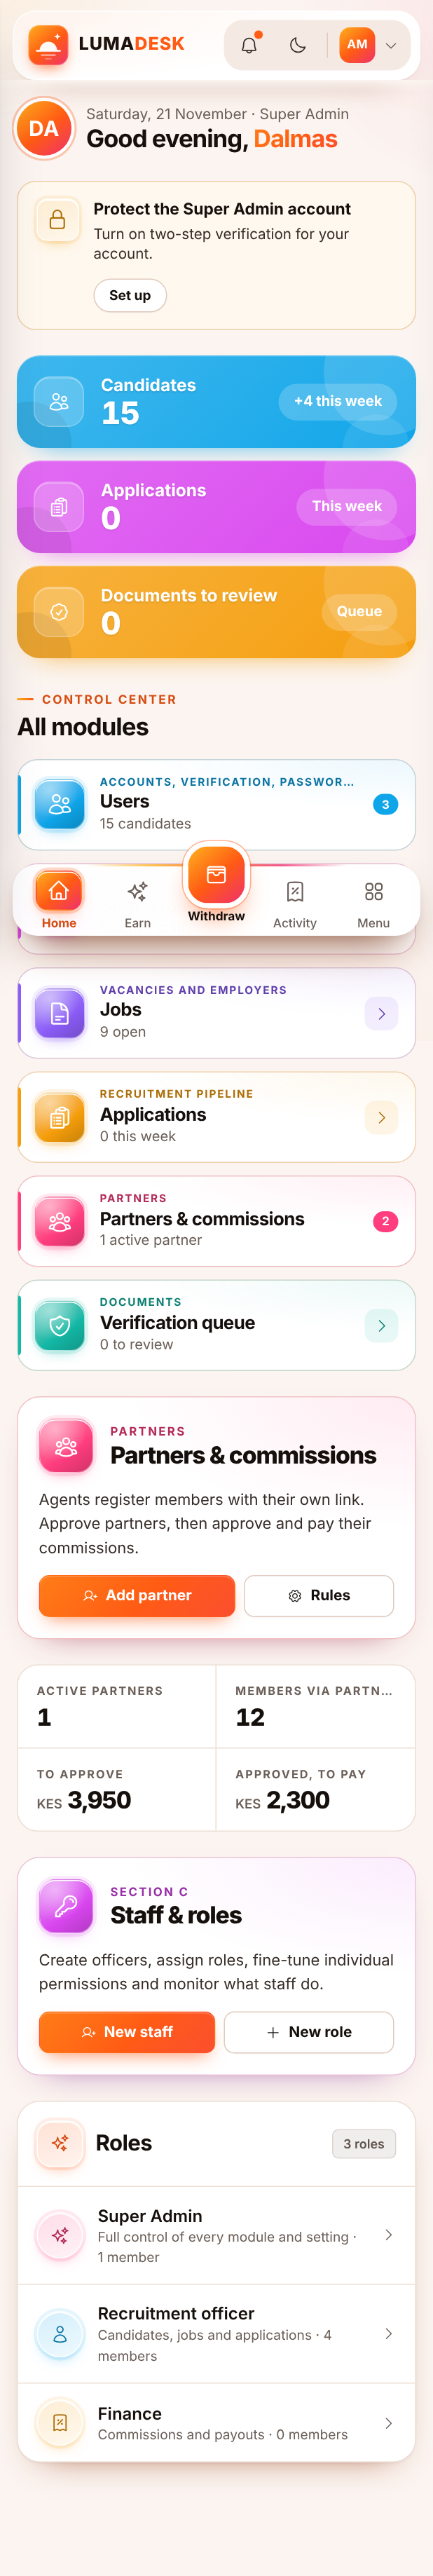 LUMADESK
AM
DA
Saturday, 21 November · Super Admin
Good evening, Dalmas
Protect the Super Admin account
Turn on two-step verification for your
account.
Set up
Candidates
15
+4 this week
Applications
0
This week
Documents to review
0
Queue
CONTROL CENTER
All modules
ACCOUNTS, VERIFICATION, PASSWOR...
Users
15 candidates
3
Home
Earn
Withdraw
Activity
Menu
VACANCIES AND EMPLOYERS
Jobs
9 open
RECRUITMENT PIPELINE
Applications
0 this week
PARTNERS
Partners & commissions
1 active partner
2
DOCUMENTS
Verification queue
0 to review
PARTNERS
Partners & commissions
Agents register members with their own link.
Approve partners, then approve and pay their
commissions.
Add partner
Rules
ACTIVE PARTNERS
1
MEMBERS VIA PARTN...
12
TO APPROVE
KES 3,950
APPROVED, TO PAY
KES 2,300
SECTION C
Staff & roles
Create officers, assign roles, fine-tune individual
permissions and monitor what staff do.
New staff
New role
Roles
3 roles
Super Admin
Full control of every module and setting ·
1 member
Recruitment officer
Candidates, jobs and applications · 4
members
Finance
Commissions and payouts · 0 members